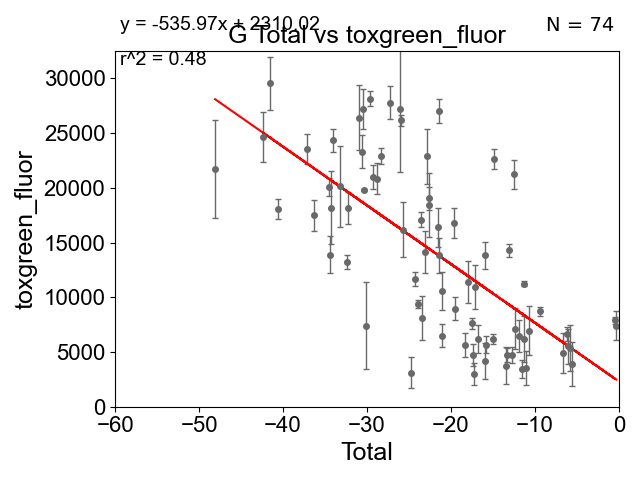 y = -535.97x + 2310.02
N = 74
G Total vs toxgreen_fluor
r^2 = 0.48
toxgreen_fluor
30000
25000
20000
15000
10000
5000
0
−60 −50 −40 −30 −20 −10 0
Total